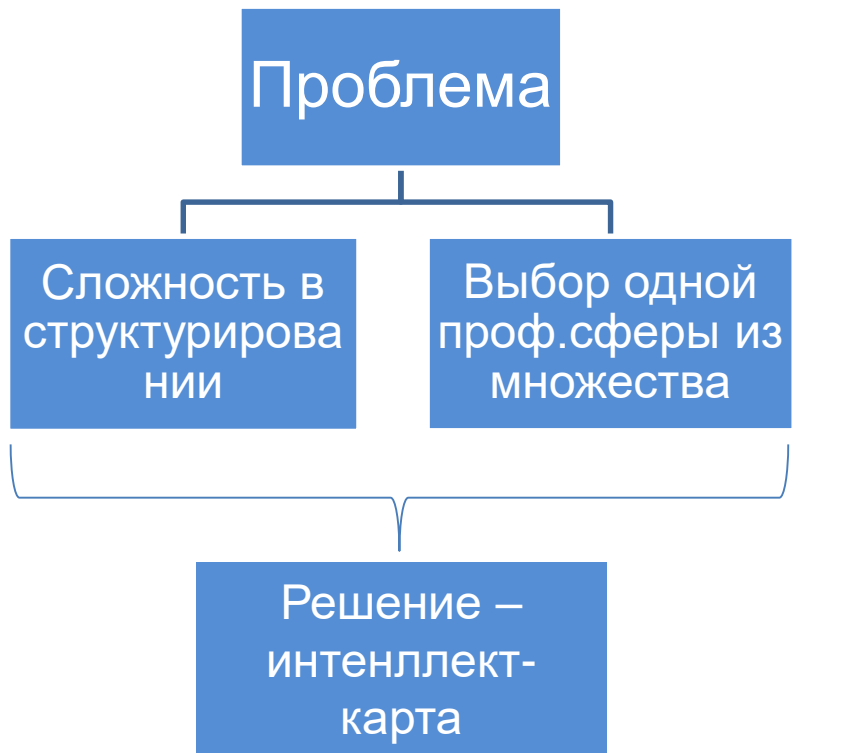 Проблема
Сложность в
структурирова
нии
Выбор одной
проф.сферы из
множества
Решение –
интенллект-
карта